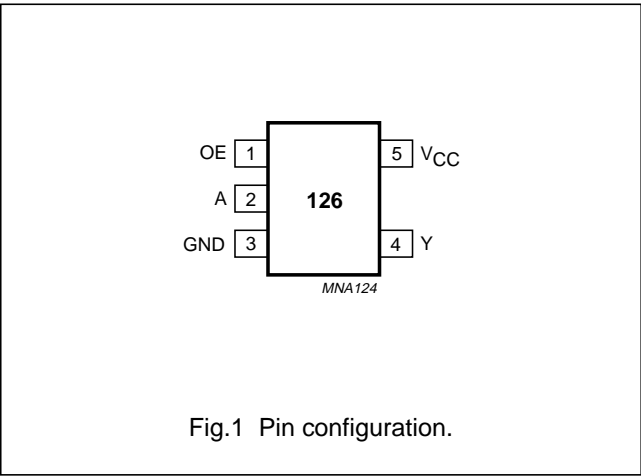 OE 1 5 VCC
A 2 126
GND 3 4 Y
MNA124
Fig.1 Pin configuration.